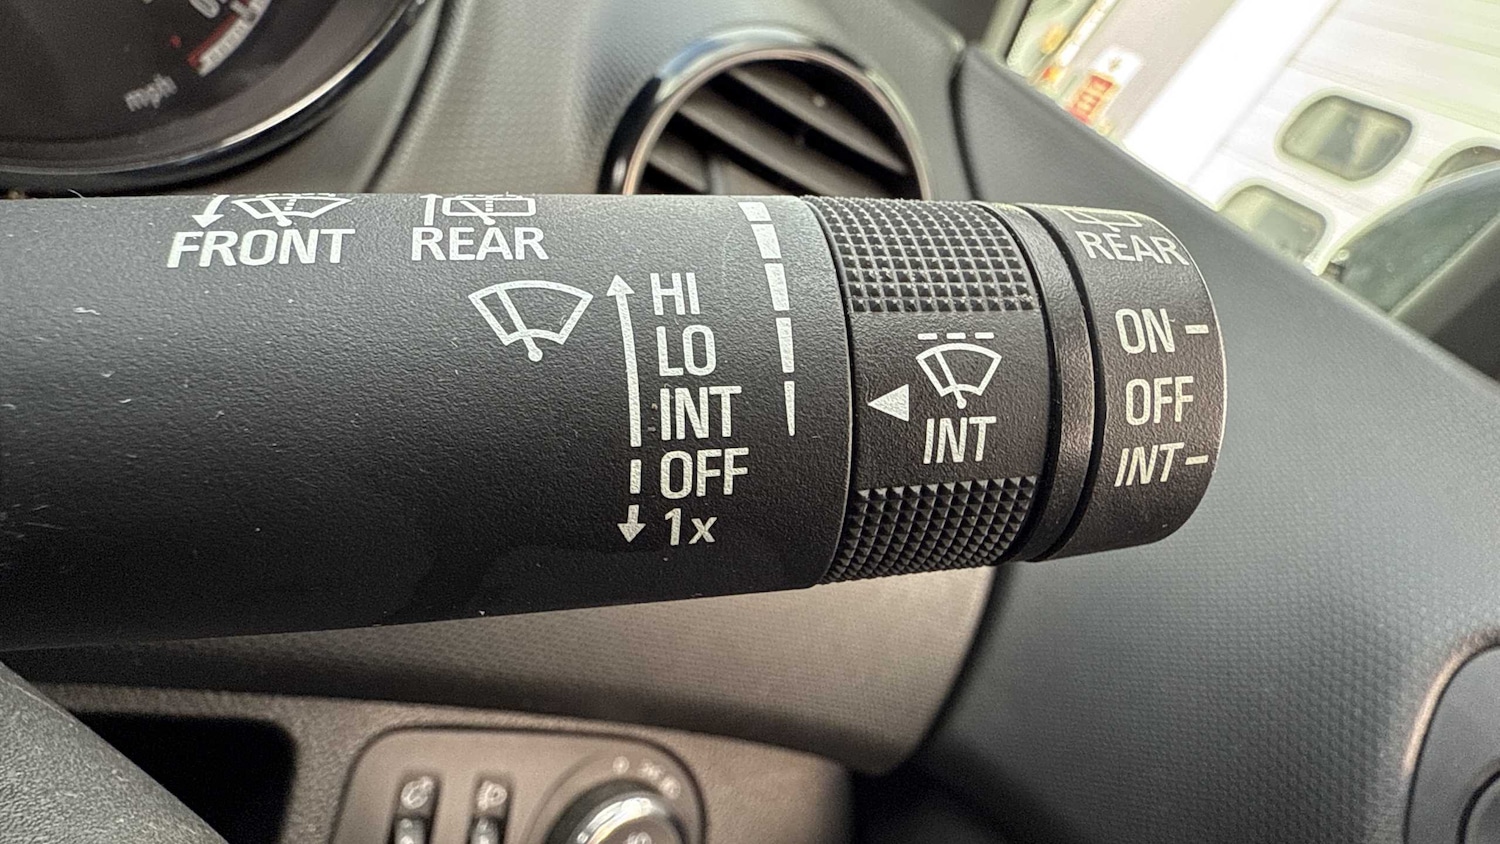 mph
FRONT
REAR
HI
LO
INT
OFF
1x
INT
REAR
ON
OFF
INT